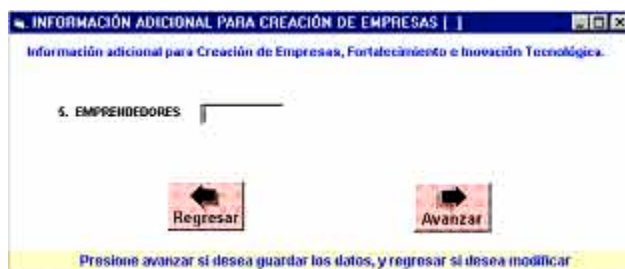 INFORMACIÓN ADICIONAL PARA CREACIÓN DE EMPRESAS [ ]
Información adicional para Creación de Empresas, Fortalecimiento e Inovación Tecnológica.
5. EMPRENDEDORES
Regresar
Avanzar
Presione avanzar si desea guardar los datos, y regresar si desea modificar